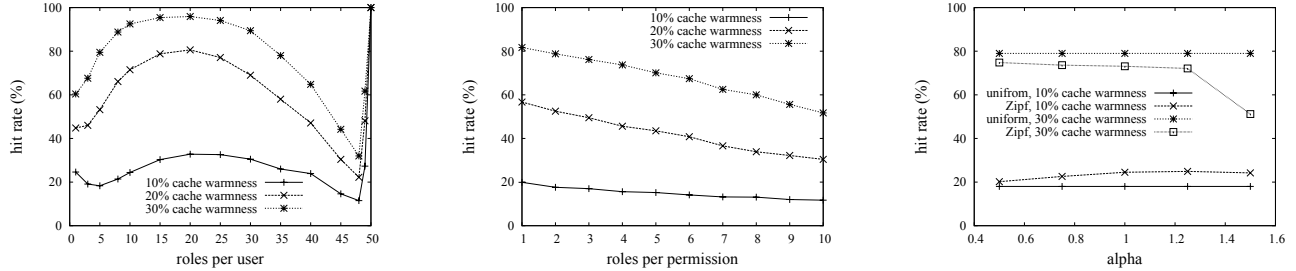 100
80
60
40
20
0
hit rate (%)
10% cache warmness
20% cache warmness
30% cache warmness
0 5 10 15 20 25 30 35 40 45 50
roles per user
100
80
60
40
20
0
hit rate (%)
10% cache warmness
20% cache warmness
30% cache warmness
1 2 3 4 5 6 7 8 9 10
roles per permission
100
80
60
40
20
0
hit rate (%)
unifrom, 10% cache warmness
Zipf, 10% cache warmness
uniform, 30% cache warmness
Zipf, 30% cache warmness
0.4 0.6 0.8 1 1.2 1.4 1.6
alpha